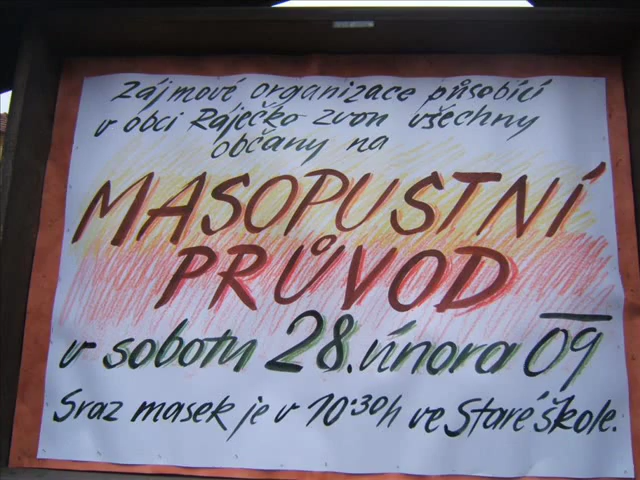 Zájmové organizace působící
v obci Ráječko zvou všechny
občany na
MASOPUSTNÍ
PRŮVOD
v sobotu 28. února 09
Sraz masek je v 10:30h ve Staré škole.